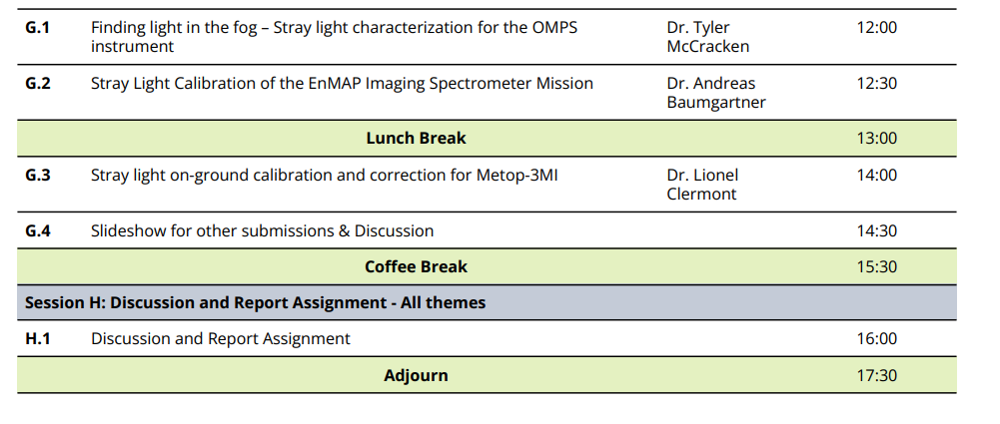 G.1 Finding light in the fog – Stray light characterization for the OMPS Dr. Tyler 12:00
instrument McCracken
G.2 Stray Light Calibration of the EnMAP Imaging Spectrometer Mission Dr. Andreas 12:30
Baumgartner
Lunch Break 13:00
G.3 Stray light on-ground calibration and correction for Metop-3MI Dr. Lionel 14:00
Clermont
G.4 Slideshow for other submissions & Discussion 14:30
Coffee Break 15:30
Session H: Discussion and Report Assignment - All themes
H.1 Discussion and Report Assignment 16:00
Adjourn 17:30